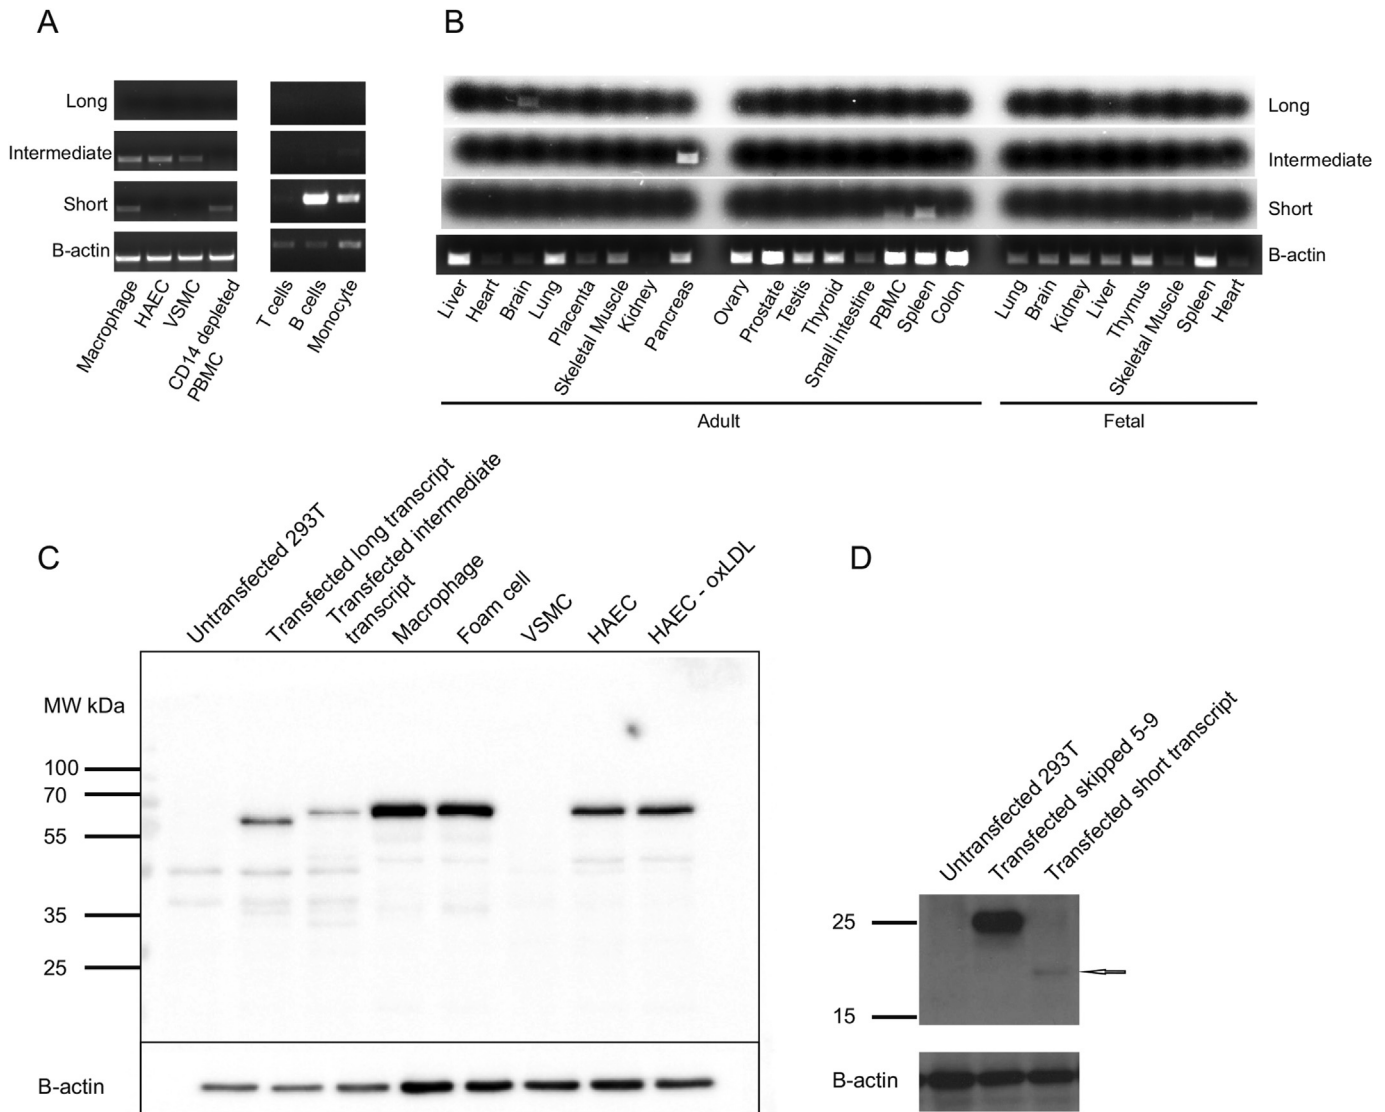 A
Long
Intermediate
Short
B-actin
Macrophage
HAEC
VSMC
CD14 depleted
PBMC
T cells
B cells
Monocyte
B
Long
Intermediate
Short
B-actin
Liver
Heart
Brain
Lung
Placenta
Skeletal Muscle
Kidney
Pancreas
Ovary
Prostate
Testis
Thyroid
Small intestine
PBMC
Spleen
Colon
Lung
Brain
Kidney
Liver
Thymus
Skeletal Muscle
Spleen
Heart
Adult
Fetal
C
Untransfected 293T
Transfected long transcript
Transfected intermediate
transcript
Macrophage
Foam cell
VSMC
HAEC
HAEC - oxLDL
MW kDa
100
70
55
35
25
B-actin
D
Untransfected 293T
Transfected skipped 5-9
Transfected short transcript
25
15
B-actin